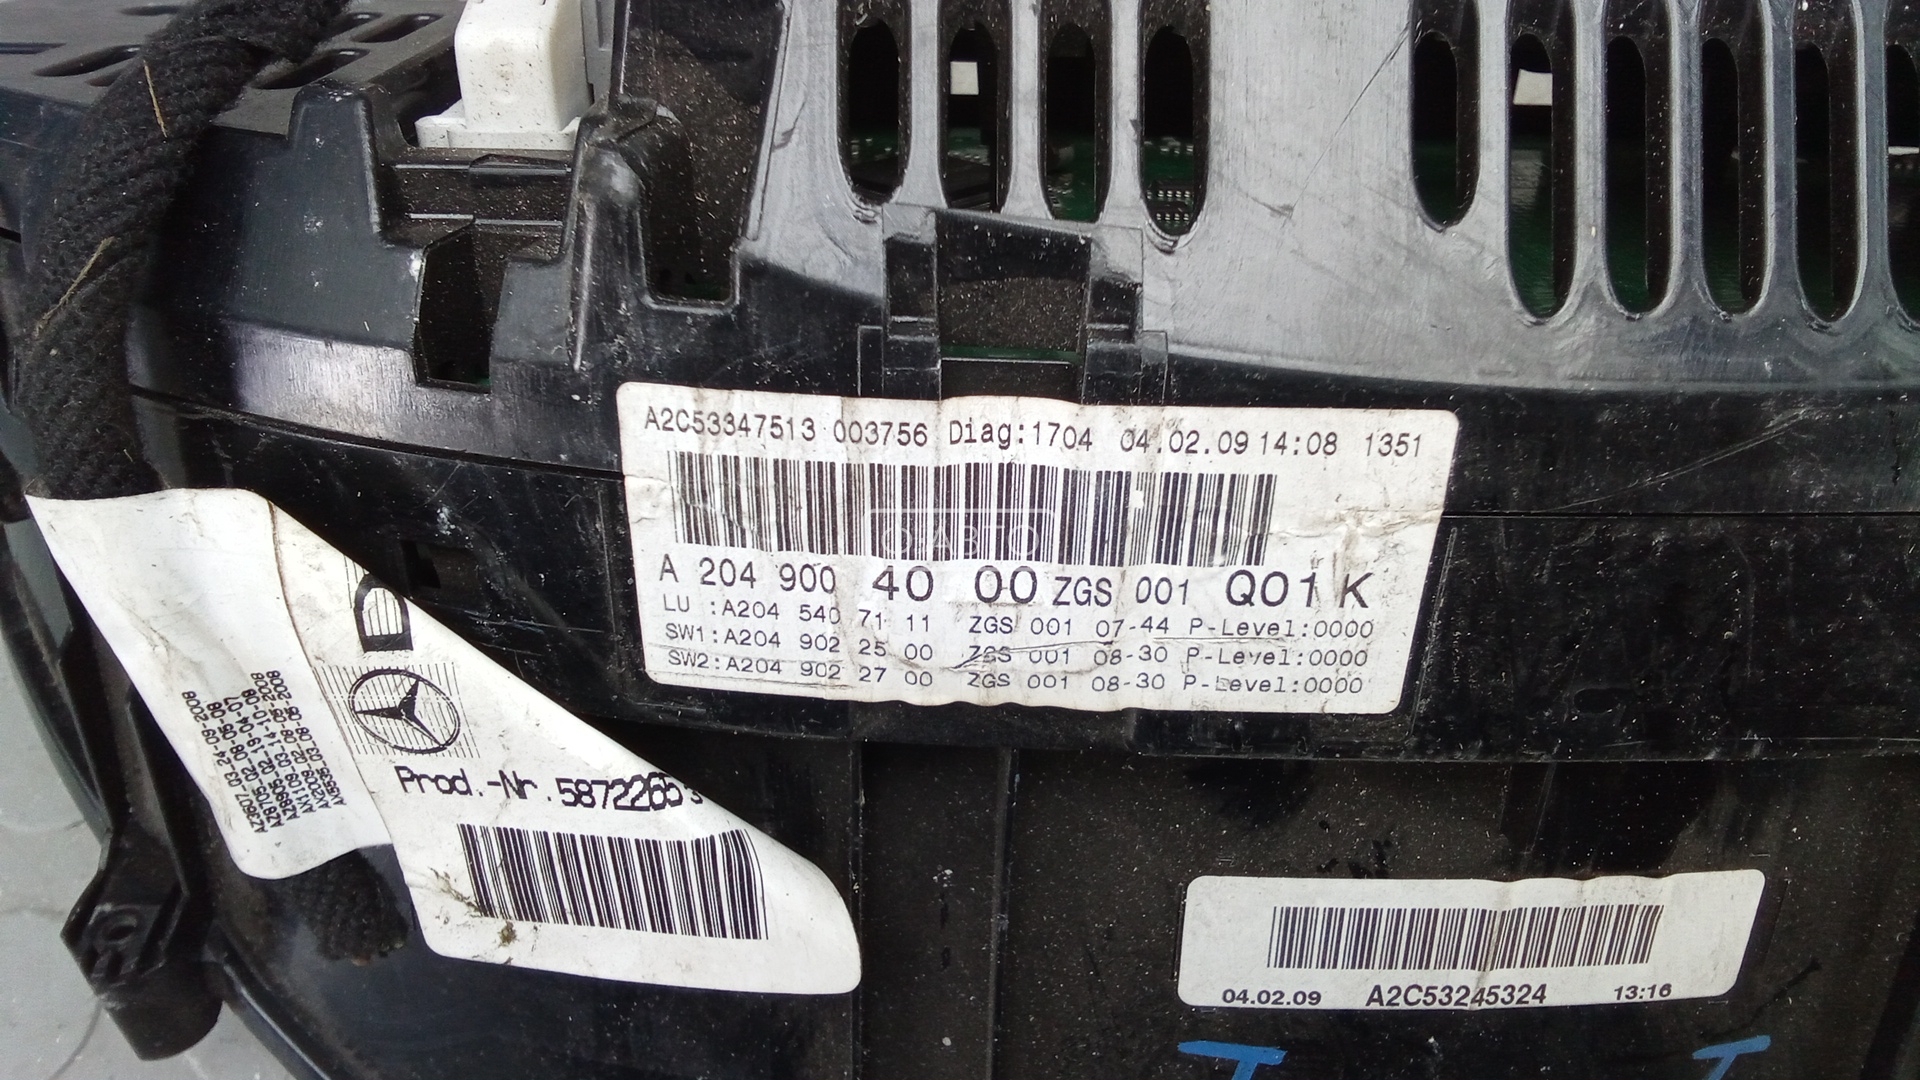 A2C53347513 003756 Diag:1704 04.02.09 14:08 1351
О-АВТО
A 204 900 40 00 ZGS 001 Q01 K
LU :A204 540 71 11 ZGS 001 07-44 P-Level:0000
SW1:A204 902 25 00 ZGS 001 08-30 P-Level:0000
SW2:A204 902 27 00 ZGS 001 08-30 P-Level:0000
D
Prod.-Nr.
04.02.09 A2C53245324 13:16